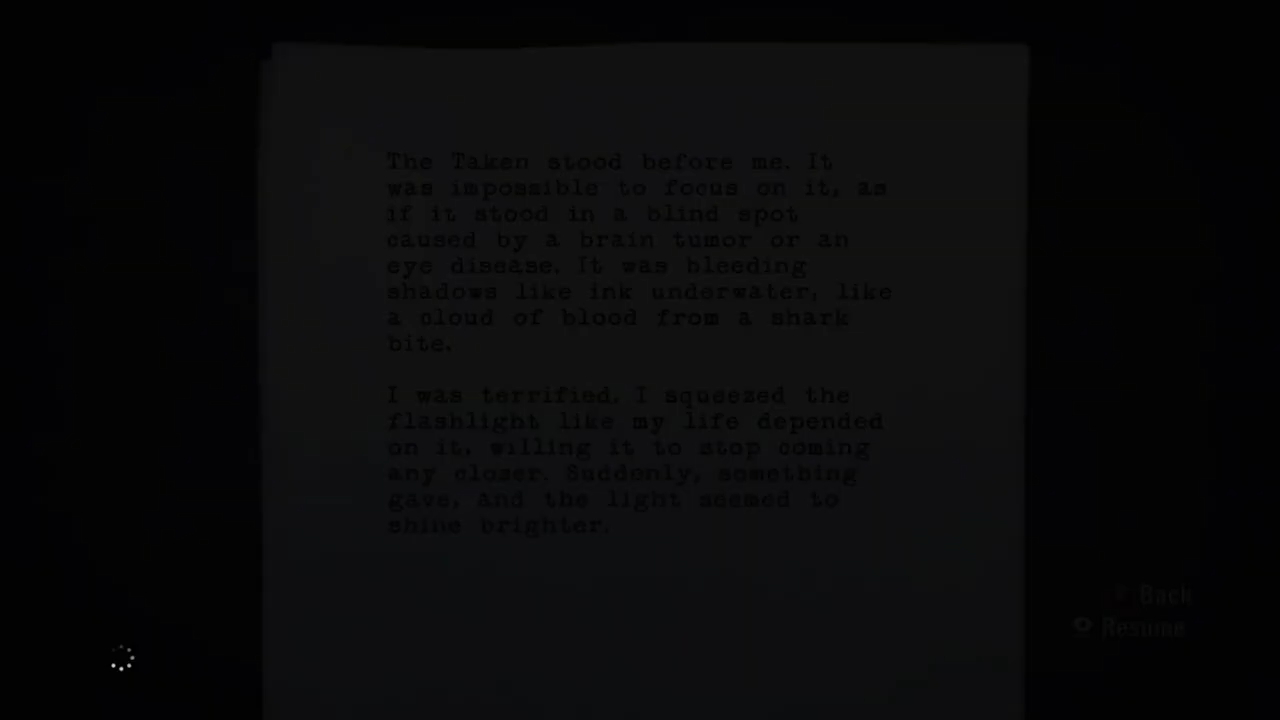 The Taken stood before me. It
was impossible to focus on it, as
if it stood in a blind spot
caused by a brain tumor or an
eye disease. It was bleeding
shadows like ink underwater, like
a cloud of blood from a shark
bite.
I was terrified. I squeezed the
flashlight like my life depended
on it, willing it to stop coming
any closer. Suddenly, something
gave, and the light seemed to
shine brighter.
Back
Resume